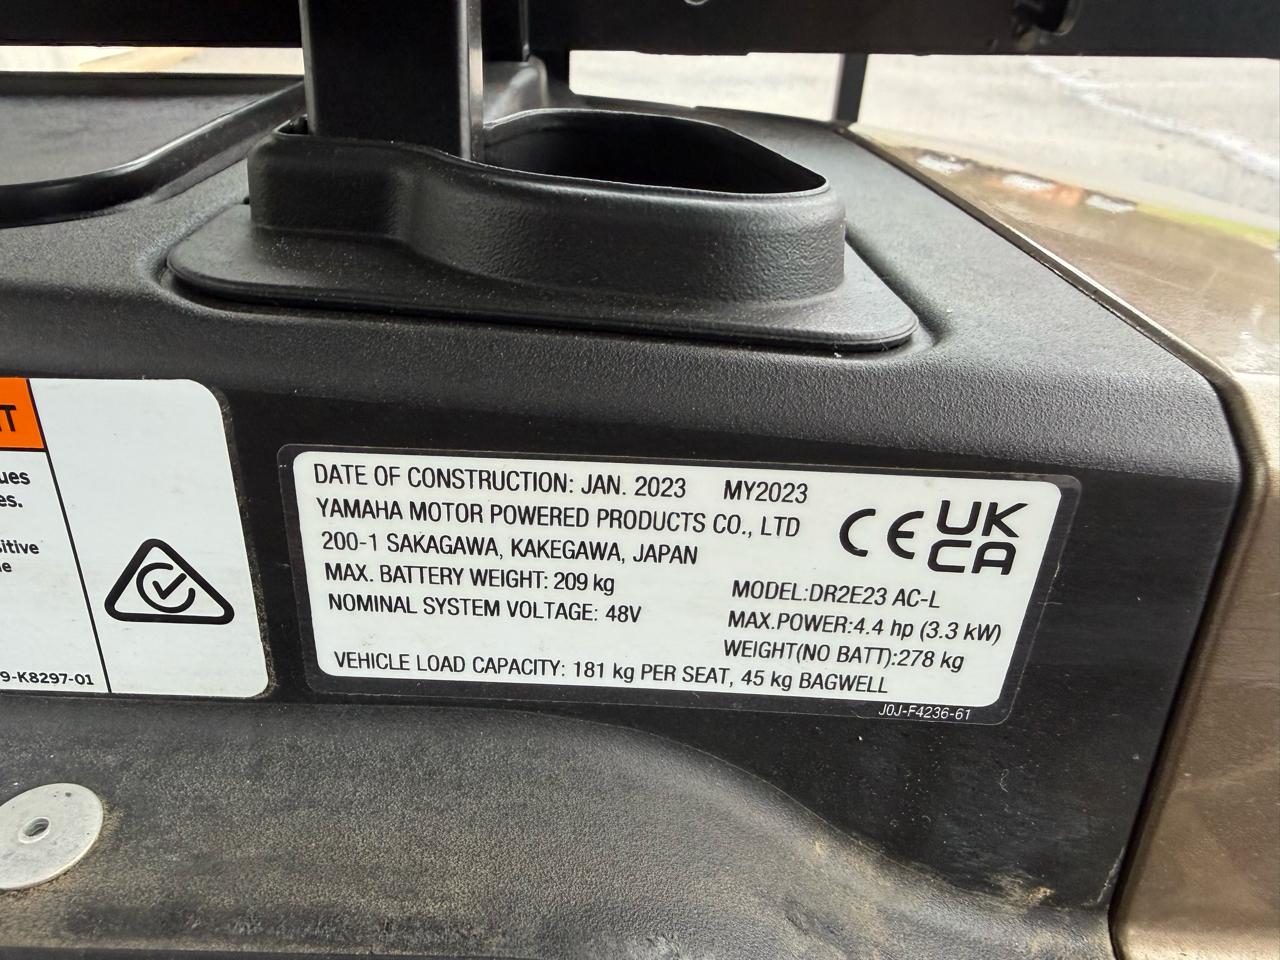 DATE OF CONSTRUCTION: JAN. 2023 MY2023
YAMAHA MOTOR POWERED PRODUCTS CO., LTD
200-1 SAKAGAWA, KAKEGAWA, JAPAN
MAX. BATTERY WEIGHT: 209 kg
NOMINAL SYSTEM VOLTAGE: 48V
CE UK
CA
MODEL:DR2E23 AC-L
MAX.POWER:4.4 hp (3.3 kW)
WEIGHT(NO BATT):278 kg
VEHICLE LOAD CAPACITY: 181 kg PER SEAT, 45 kg BAGWELL
J0J-F4236-61
9-K8297-01